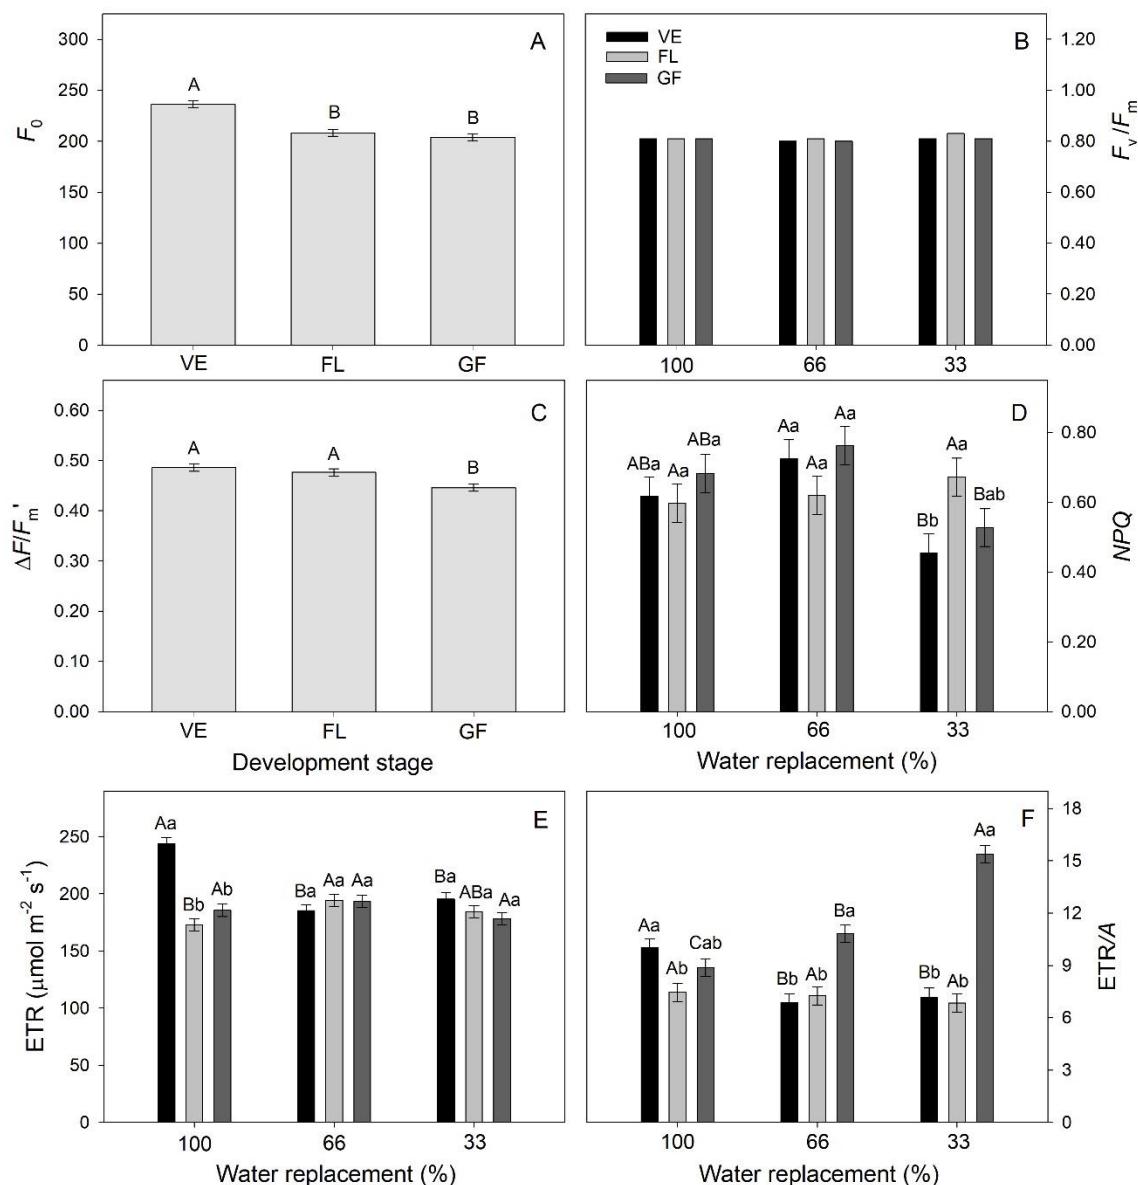 A
F0
300
250
200
150
100
50
0
A
B
B
VE
FL
GF
B
VE
FL
GF
1.20
1.00
0.80
0.60
0.40
0.20
0.00
Fv/Fm
100
66
33
C
ΔF/Fm'
0.60
0.50
0.40
0.30
0.20
0.10
0.00
A
A
B
VE
FL
GF
Development stage
D
ABa
Aa
ABa
Aa
Aa
Aa
Bb
Aa
Bab
0.80
0.60
0.40
0.20
0.00
NPQ
100
66
33
Water replacement (%)
E
ETR (μmol m-2 s-1)
250
200
150
100
50
0
Aa
Bb
Ab
Ba
Aa
Aa
Ba
ABa
Aa
100
66
33
Water replacement (%)
F
Aa
Ab
Cab
Bb
Ab
Ba
Bb
Ab
Aa
18
15
12
9
6
3
0
ETR/A
100
66
33
Water replacement (%)